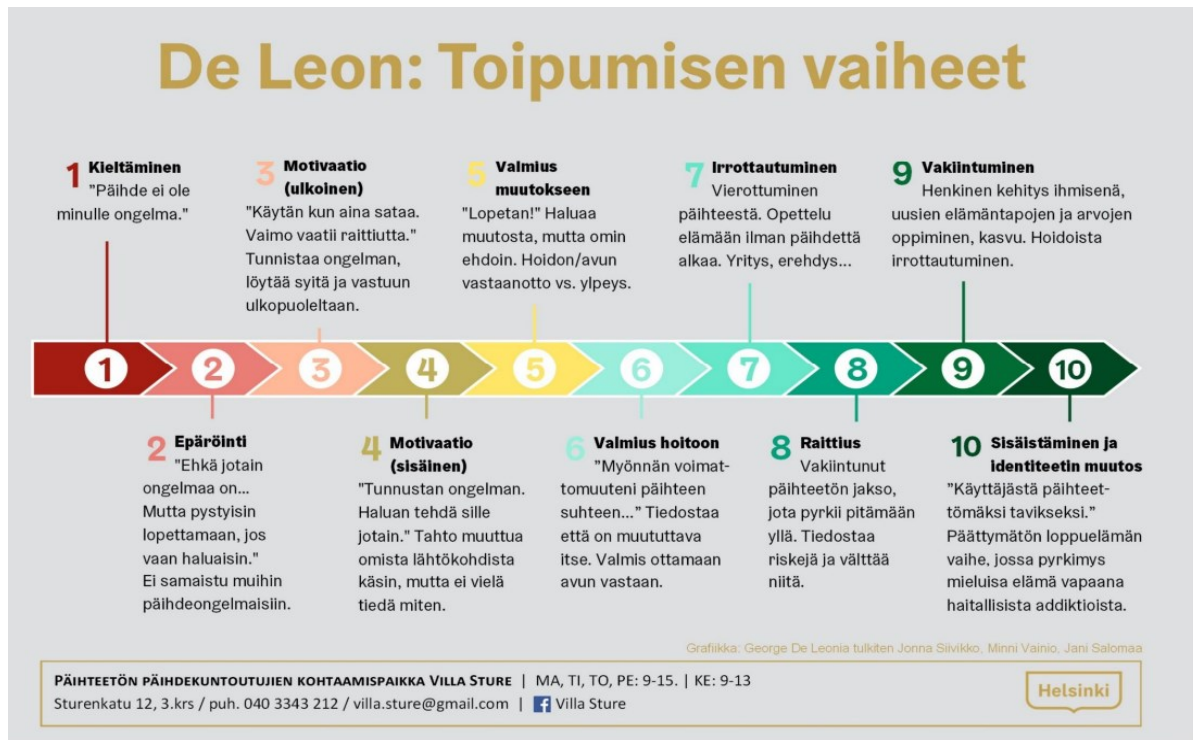 De Leon: Toipumisen vaiheet
1 Kieltäminen
"Päihde ei ole
minulle ongelma."
3 Motivaatio
(ulkoinen)
"Käytän kun aina sataa.
Vaimo vaatii raittiutta."
Tunnistaa ongelman,
löytää syitä ja vastuun
ulkopuoleltaan.
5 Valmius
muutokseen
"Lopetan!" Haluaa
muutosta, mutta omin
ehdoin. Hoidon/avun
vastaanotto vs. ylpeys.
7 Irrottautuminen
Vierottuminen
päihteestä. Opettelu
elämään ilman päihdettä
alkaa. Yritys, erehdys...
9 Vakiintuminen
Henkinen kehitys ihmisenä,
uusien elämäntapojen ja arvojen
oppiminen, kasvu. Hoidoista
irrottautuminen.
1 2 3 4 5 6 7 8 9 10
2 Epäröinti
"Ehkä jotain
ongelmaa on...
Mutta pystyisin
lopettamaan, jos
vaan haluaisin."
Ei samaistu muihin
päihdeongelmaisiin.
4 Motivaatio
(sisäinen)
"Tunnustan ongelman.
Haluan tehdä sille
jotain." Tahto muuttua
omista lähtökohdista
käsin, mutta ei vielä
tiedä miten.
6 Valmius hoitoon
"Myönnän voimat-
tomuuteni päihteen
suhteen..." Tiedostaa
että on muututtava
itse. Valmis ottamaan
avun vastaan.
8 Raittius
Vakiintunut
päihteetön jakso,
jota pyrkii pitämään
yllä. Tiedostaa
riskejä ja välttää
niitä.
10 Sisäistäminen ja
identiteetin muutos
"Käyttäjästä päihteet-
tömäksi tavikseksi."
Päättymätön loppuelämän
vaihe, jossa pyrkimys
mieluisa elämä vapaana
haitallisista addiktioista.
Grafiikka: George De Leonia tulkiten Jonna Silvikko, Minni Vainio, Jani Salomaa
PÄIHTEETÖN PÄIHDEKUNTOUTUJIEN KOHTAAMISPAIKKA VILLA STURE | MA, TI, TO, PE: 9-15. | KE: 9-13
Sturenkatu 12, 3.krs / puh. 040 3343 212 / villa.sture@gmail.com | f Villa Sture
Helsinki